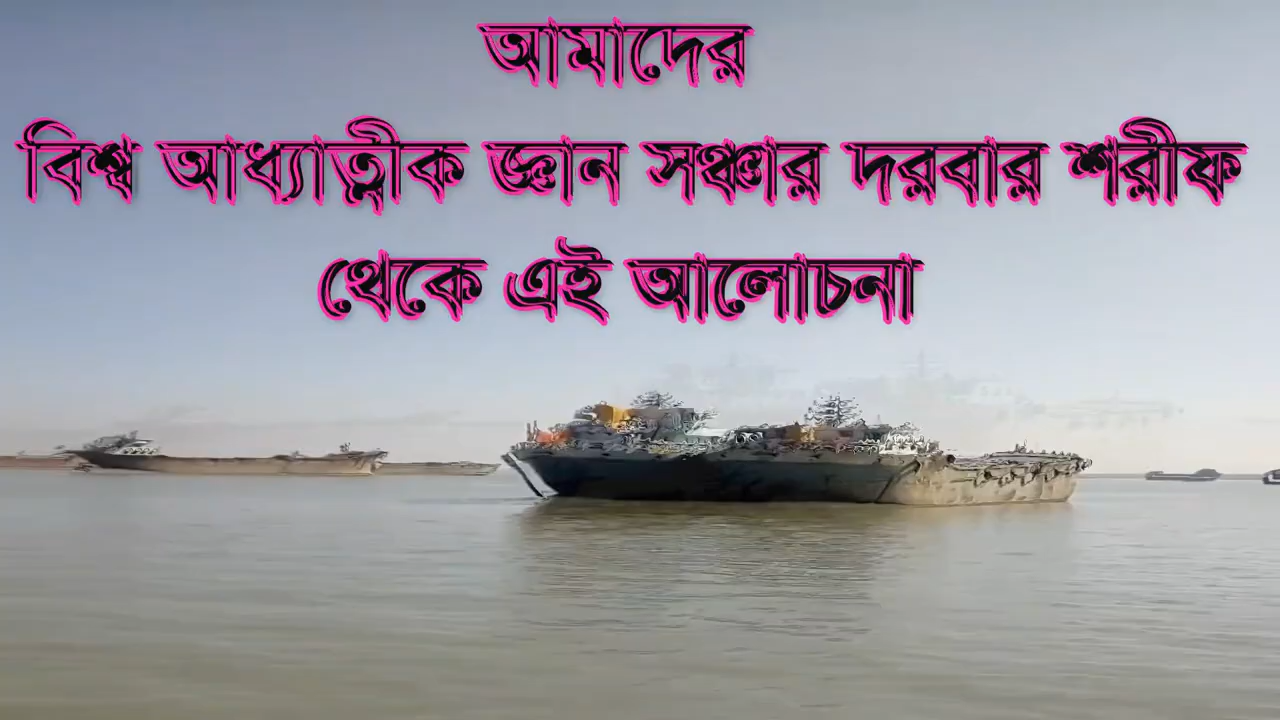 আমাদের
বিশ্ব আধ্যাত্নীক জ্ঞান সঞ্চার দরবার শরীফ
থেকে এই আলোচনা